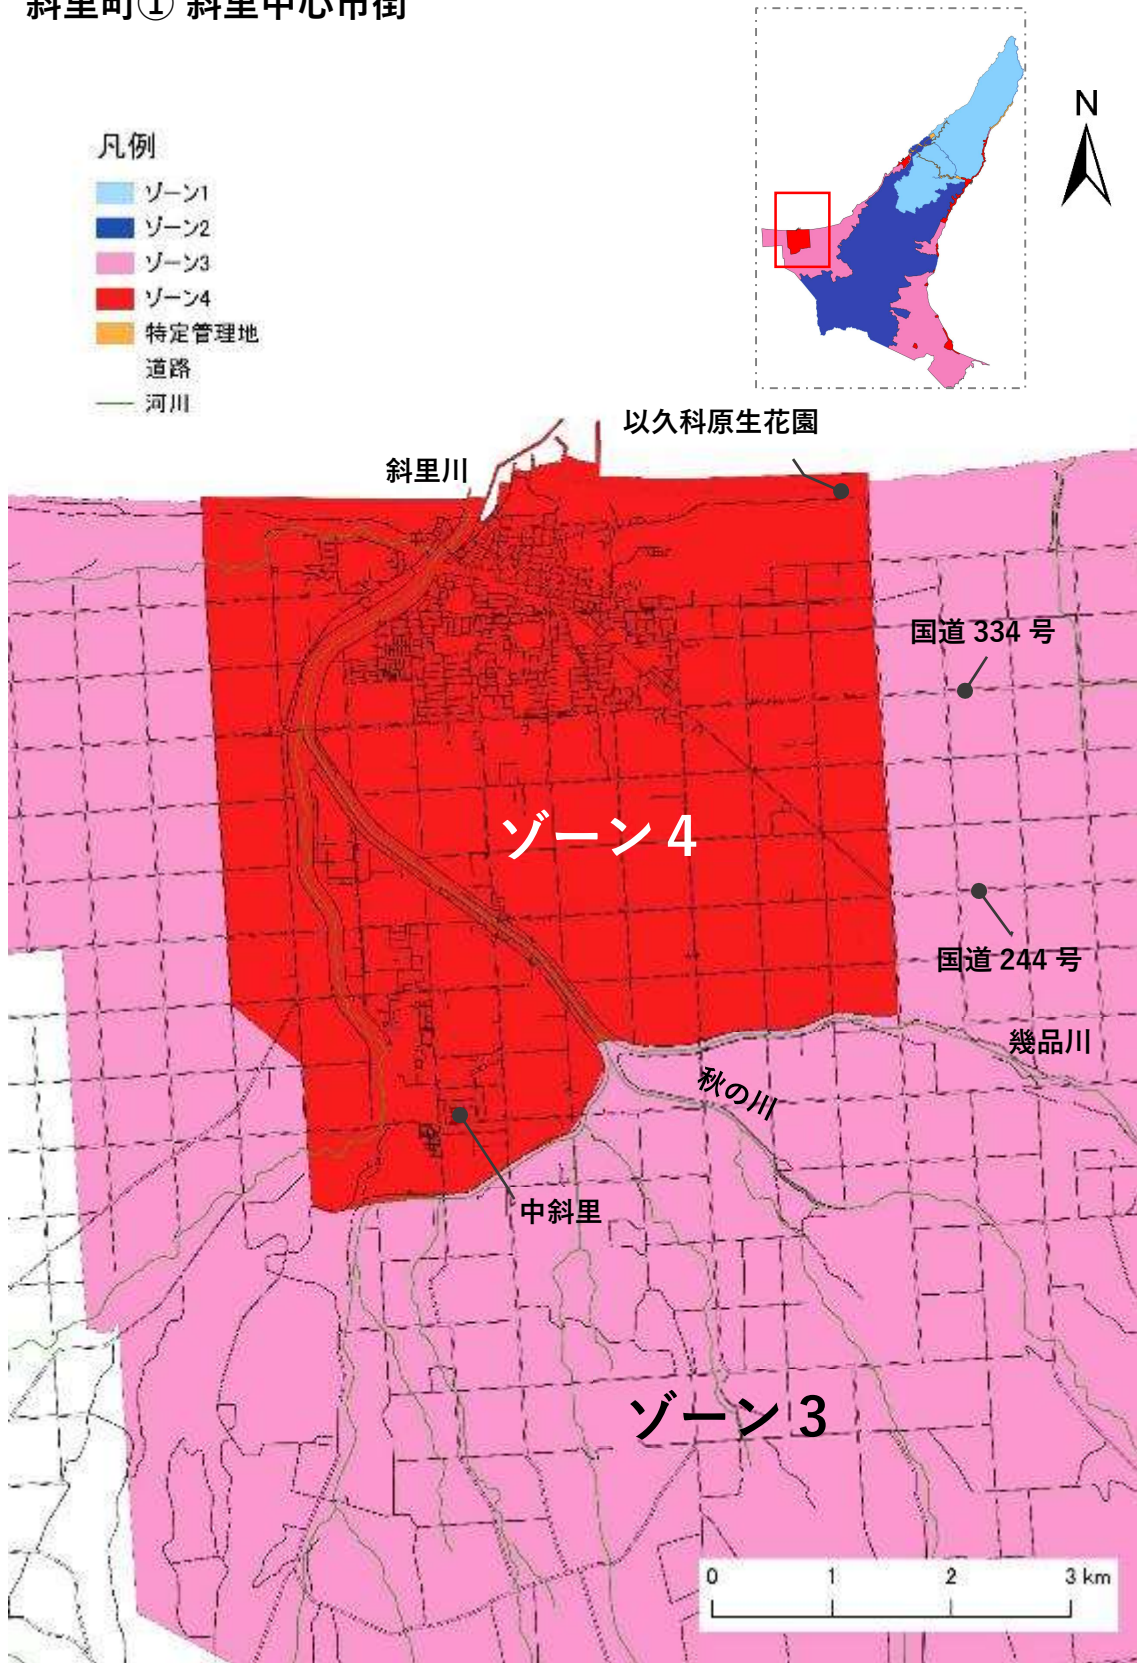 斜里町① 斜里中心市街
N
凡例
ゾーン1
ゾーン2
ゾーン3
ゾーン4
特定管理地
道路
河川
以久科原生花園
斜里川
国道 334 号
ゾーン 4
国道 244 号
幾品川
秋の川
中斜里
ゾーン 3
0 1 2 3 km